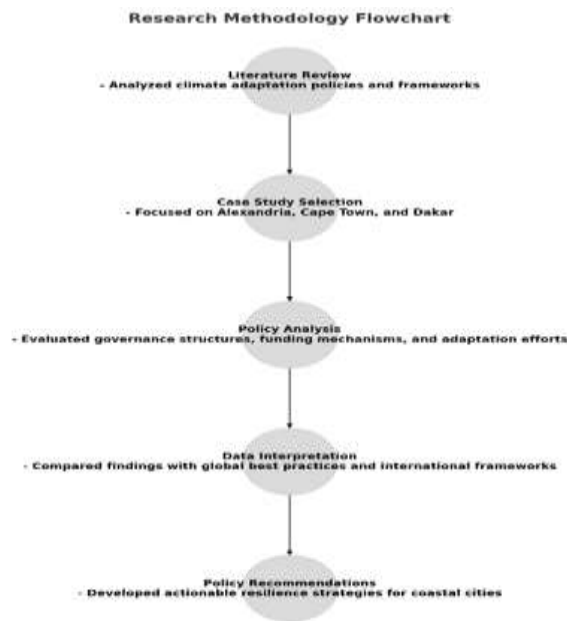 Research Methodology Flowchart
Literature Review
- Analyzed climate adaptation policies and frameworks
Case Study Selection
- Focused on Alexandria, Cape Town, and Dakar
Policy Analysis
- Evaluated governance structures, funding mechanisms, and adaptation efforts
Data Interpretation
- Compared findings with global best practices and international frameworks
Policy Recommendations
- Developed actionable resilience strategies for coastal cities